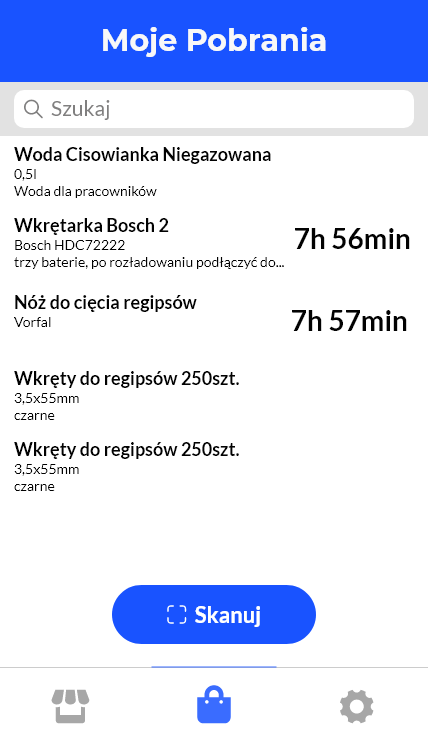 Moje Pobrania
Szukaj
Woda Cisowianka Niegazowana
0,5l
Woda dla pracowników
Wkrętarka Bosch 2
Bosch HDC72222
trzy baterie, po rozładowaniu podłączyć do...
7h 56min
Nóż do cięcia regipsów
Vorfal
7h 57min
Wkręty do regipsów 250szt.
3,5x55mm
czarne
Wkręty do regipsów 250szt.
3,5x55mm
czarne
Skanuj